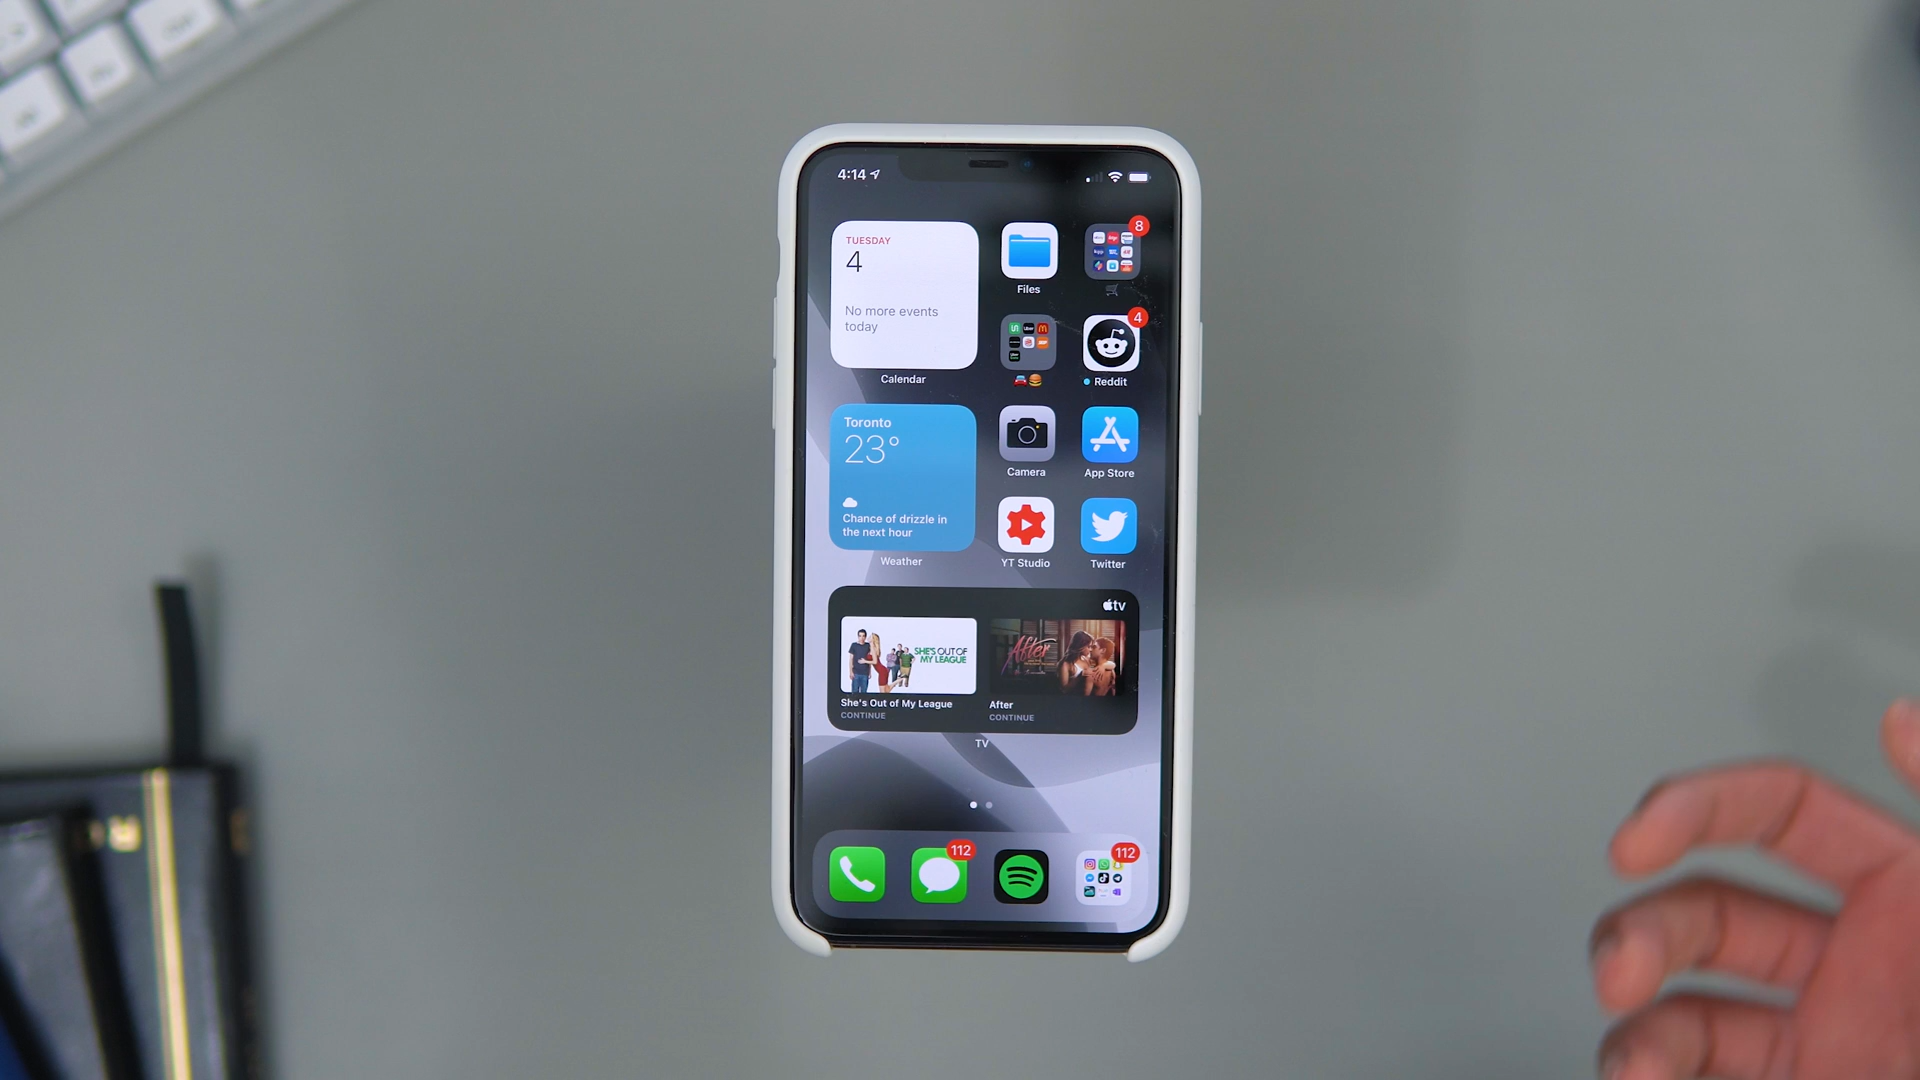 4:14
TUESDAY
4
No more events
today
Calendar
Files
8
4
Reddit
Toronto
23°
Chance of drizzle in
the next hour
Weather
Camera
App Store
YT Studio
Twitter
tv
SHE'S OUT OF
MY LEAGUE
After
She's Out of My League
CONTINUE
After
CONTINUE
TV
112
112